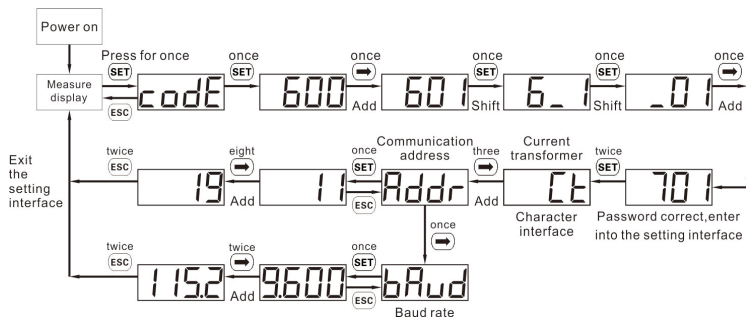 Power on
Press for once
once
once
once
once
once
SET
SET
→
SET
SET
→
Measure
display
ESC
codE
600
Add
601
Shift
6_1
Shift
_01
Add
Exit
the
setting
interface
twice
ESC
19
eight
→
Add
11
once
SET
ESC
Communication
address
Addr
three
→
Add
Current
transformer
Ct
Character
interface
twice
SET
701
Password correct,enter
into the setting interface
once
→
twice
ESC
115.2
twice
→
Add
9.600
once
SET
ESC
bAud
Baud rate